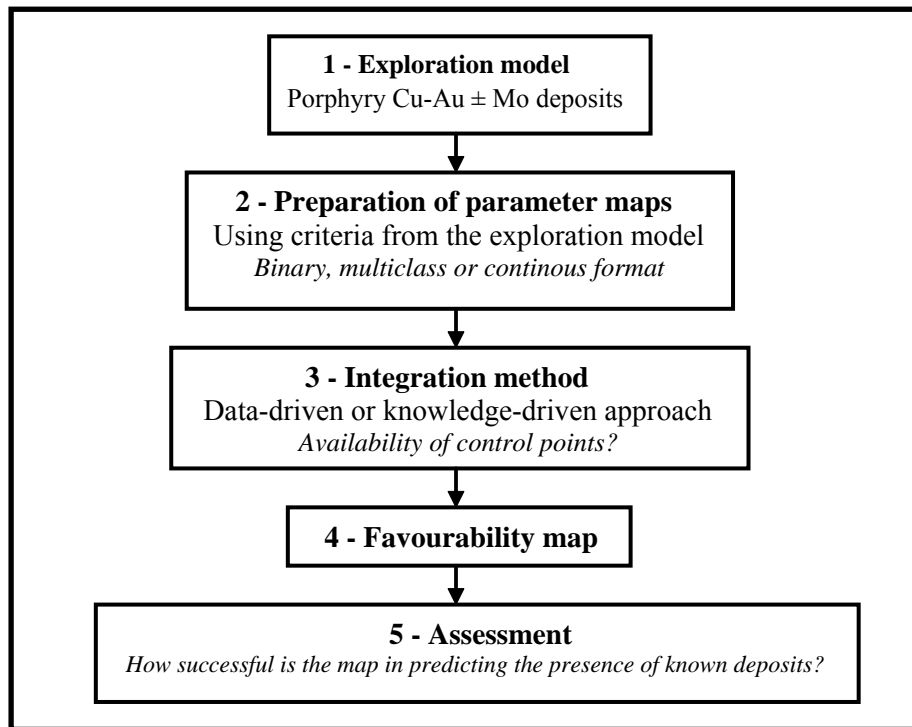 1 - Exploration model
Porphyry Cu-Au ± Mo deposits
2 - Preparation of parameter maps
Using criteria from the exploration model
Binary, multiclass or continous format
3 - Integration method
Data-driven or knowledge-driven approach
Availability of control points?
4 - Favourability map
5 - Assessment
How successful is the map in predicting the presence of known deposits?